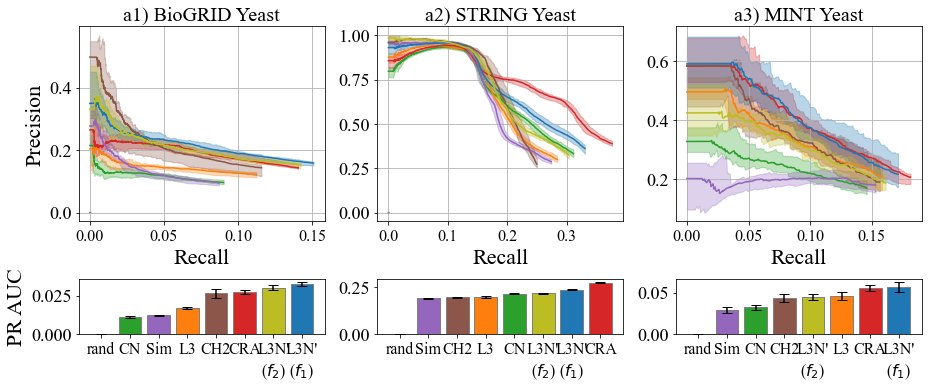 a1) BioGRID Yeast
a2) STRING Yeast
a3) MINT Yeast
Precision
0.4
0.2
0.0
0.00 0.05 0.10 0.15
Recall
1.00
0.75
0.50
0.25
0.00
0.0 0.1 0.2 0.3
Recall
0.6
0.4
0.2
0.00 0.05 0.10 0.15
Recall
PR AUC
0.025
0.000
rand CN Sim L3 CH2 CRA L3N' L3N'
(f2) (f1)
0.25
0.00
rand Sim CH2 L3 CN L3N' L3N' CRA
(f2) (f1)
0.05
0.00
rand Sim CN CH2 L3N' L3 CRA L3N'
(f2) (f1)